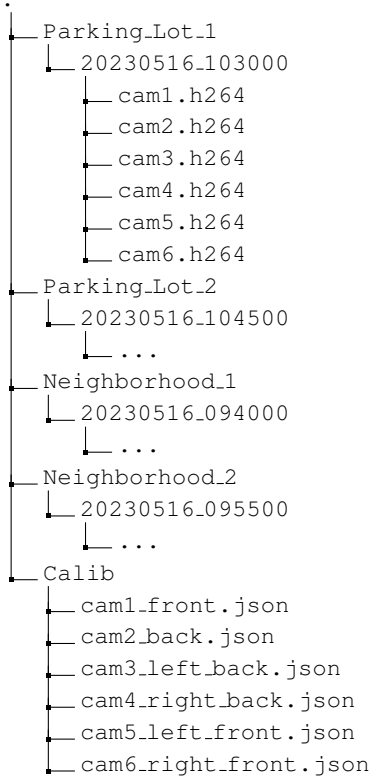 .
Parking_Lot_1
20230516_103000
cam1.h264
cam2.h264
cam3.h264
cam4.h264
cam5.h264
cam6.h264
Parking_Lot_2
20230516_104500
...
Neighborhood_1
20230516_094000
...
Neighborhood_2
20230516_095500
...
Calib
cam1_front.json
cam2_back.json
cam3_left_back.json
cam4_right_back.json
cam5_left_front.json
cam6_right_front.json